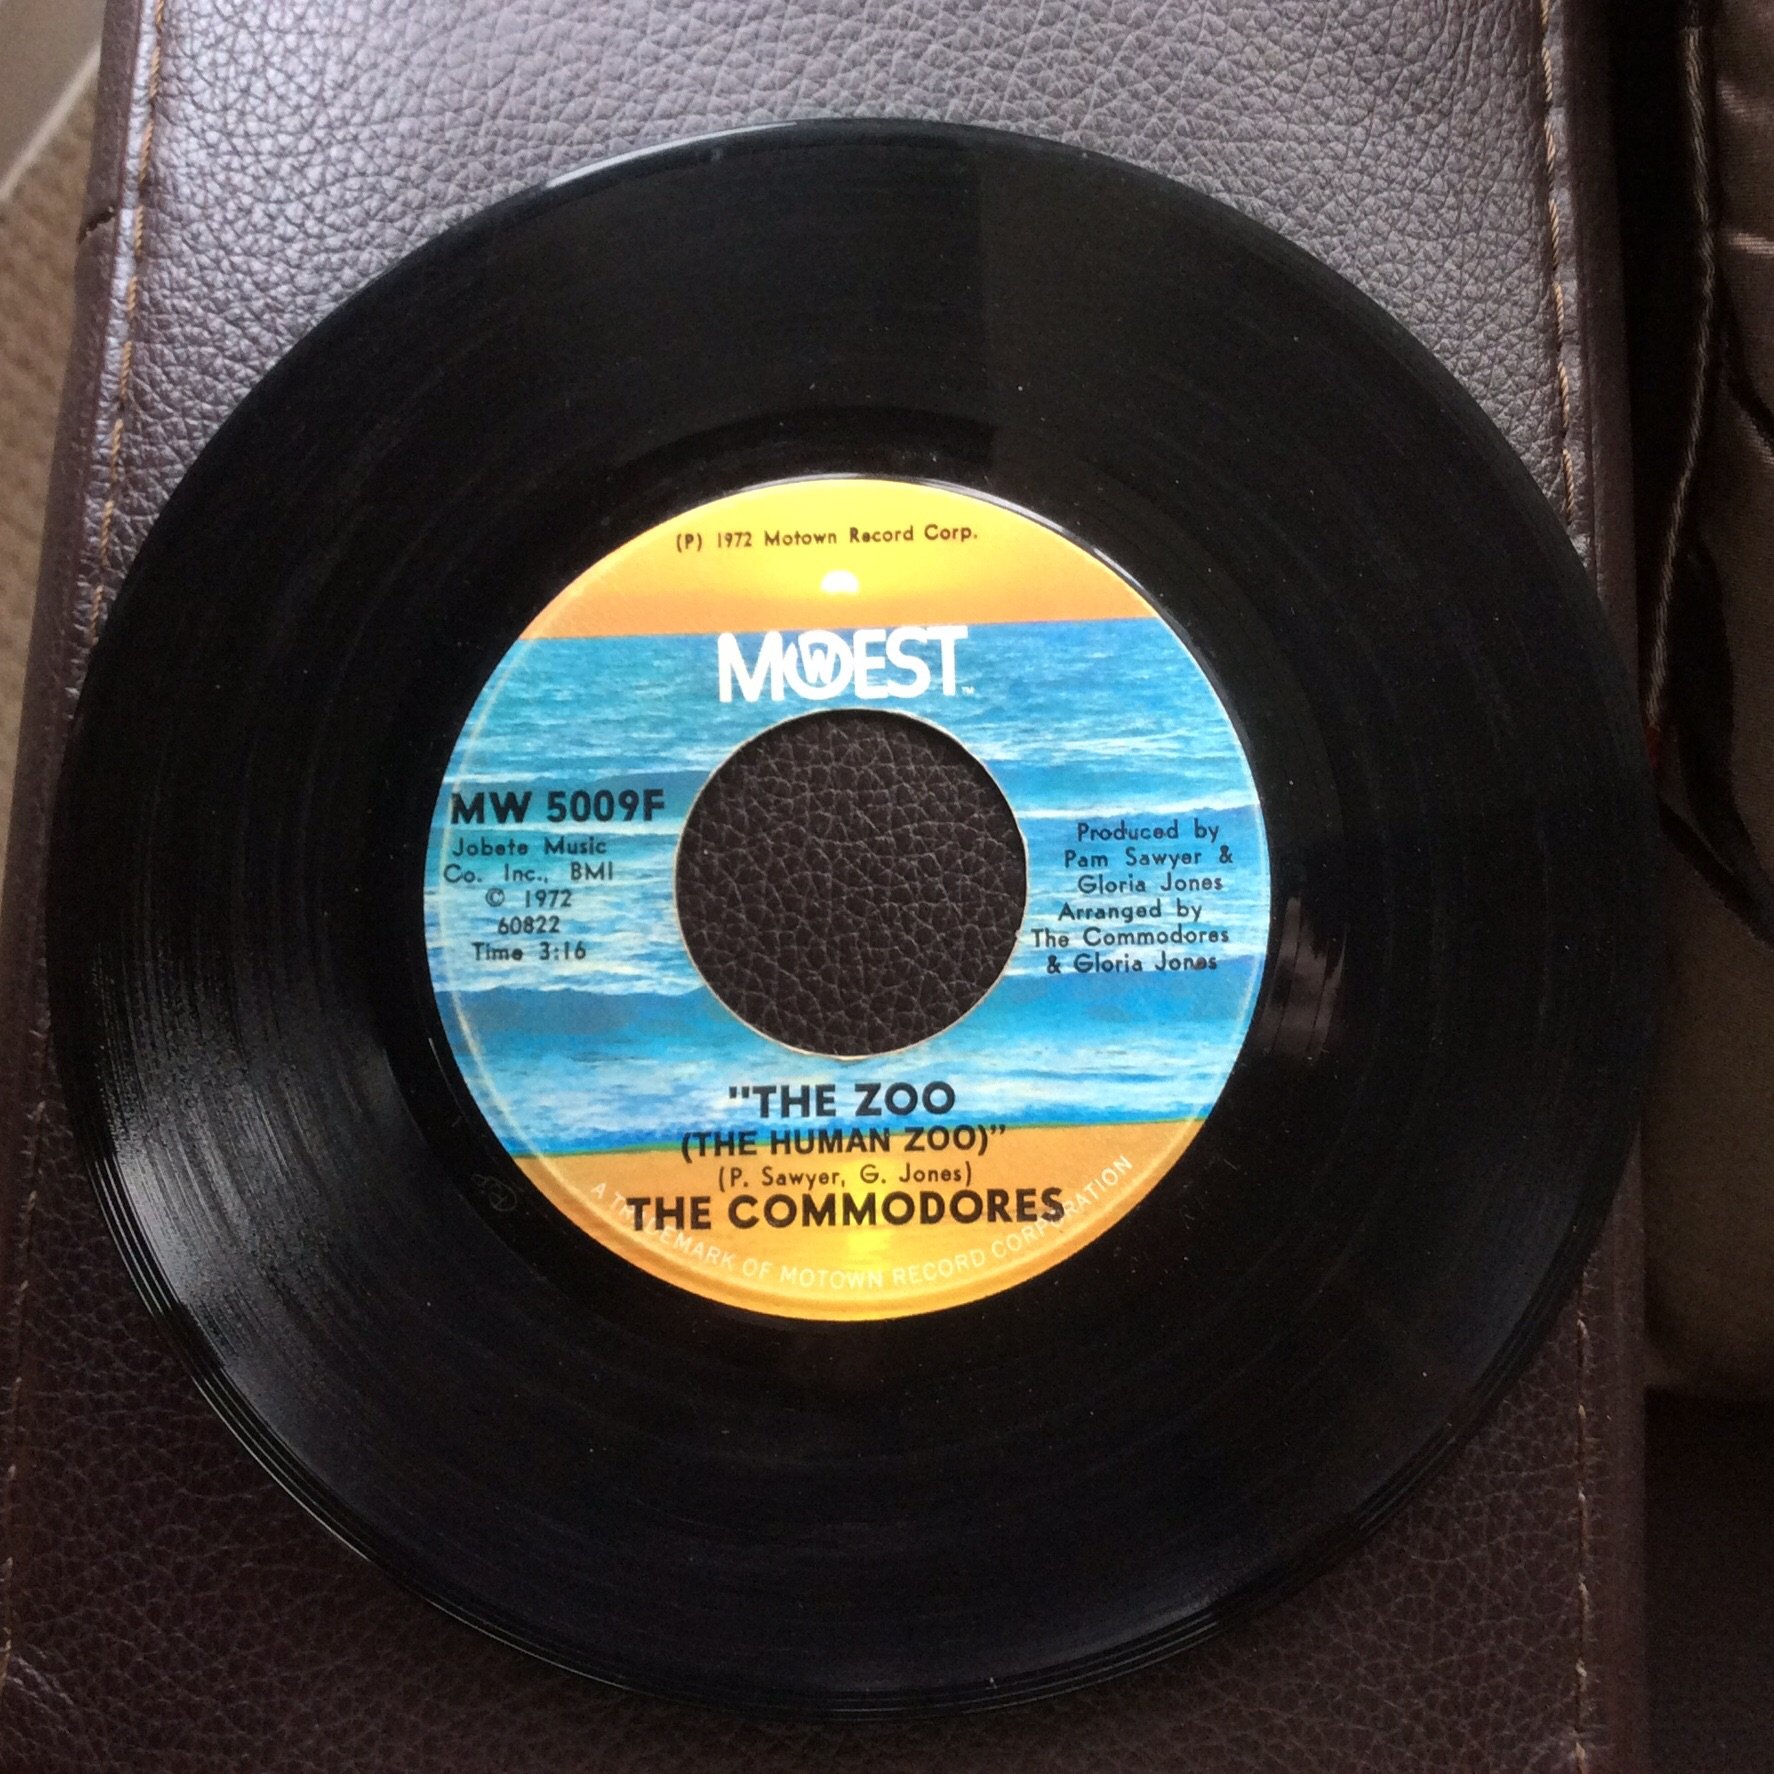 (P) 1972 Motown Record Corp.
MOWEST™
MW 5009F
Jobete Music
Co. Inc., BMI
© 1972
60822
Time 3:16
Produced by
Pam Sawyer &
Gloria Jones
Arranged by
The Commodores
& Gloria Jones
"THE ZOO
(THE HUMAN ZOO)"
(P. Sawyer, G. Jones)
THE COMMODORES
A TRADEMARK OF MOTOWN RECORD CORPORATION